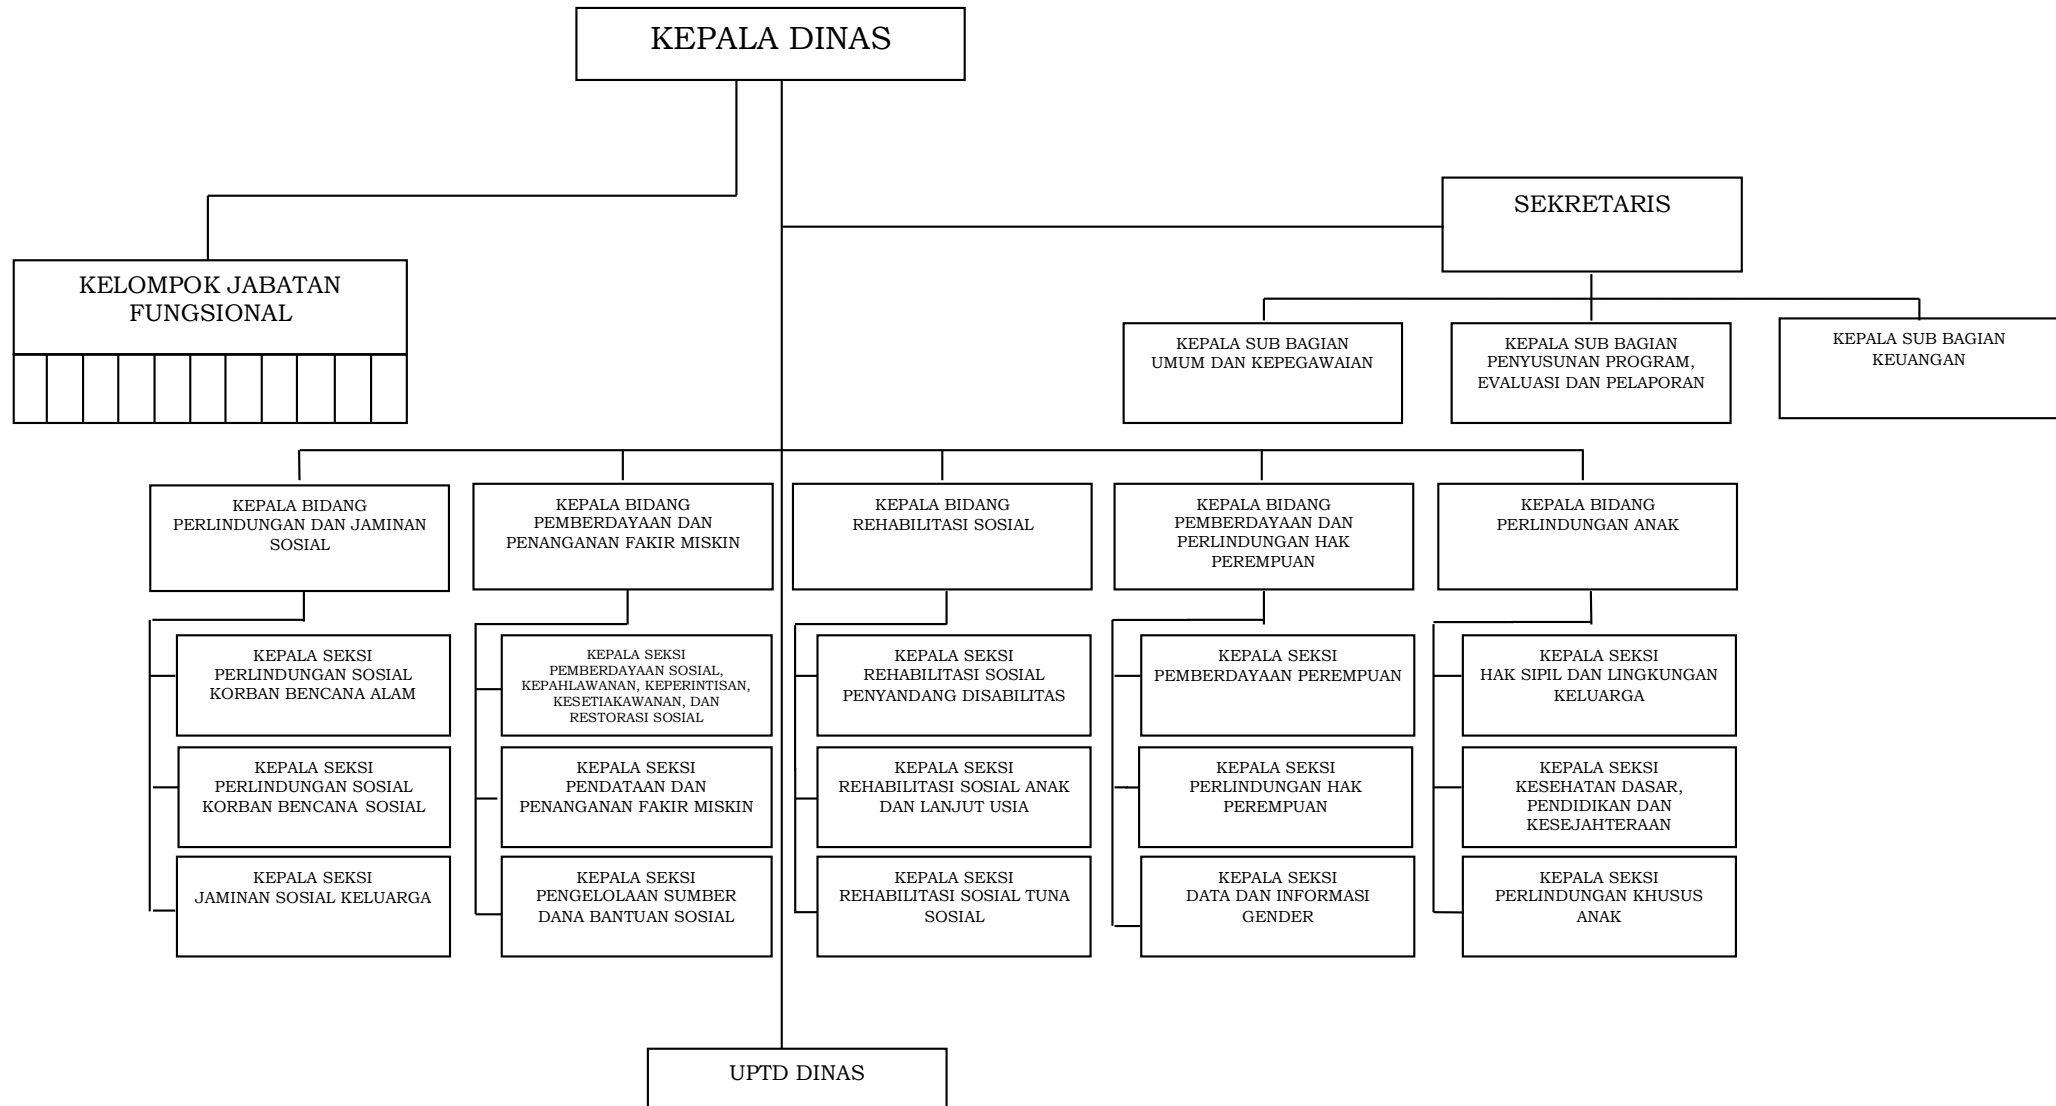 KEPALA DINAS
SEKRETARIS
KELOMPOK JABATAN
FUNGSIONAL
KEPALA SUB BAGIAN
UMUM DAN KEPEGAWAIAN
KEPALA SUB BAGIAN
PENYUSUNAN PROGRAM,
EVALUASI DAN PELAPORAN
KEPALA SUB BAGIAN
KEUANGAN
KEPALA BIDANG
PERLINDUNGAN DAN JAMINAN
SOSIAL
KEPALA BIDANG
PEMBERDAYAAN DAN
PENANGANAN FAKIR MISKIN
KEPALA BIDANG
REHABILITASI SOSIAL
KEPALA BIDANG
PEMBERDAYAAN DAN
PERLINDUNGAN HAK
PEREMPUAN
KEPALA BIDANG
PERLINDUNGAN ANAK
KEPALA SEKSI
PERLINDUNGAN SOSIAL
KORBAN BENCANA ALAM
KEPALA SEKSI
PEMBERDAYAAN SOSIAL,
KEPAHLAWANAN, KEPERINTISAN,
KESETIAKAWANAN, DAN
RESTORASI SOSIAL
KEPALA SEKSI
REHABILITASI SOSIAL
PENYANDANG DISABILITAS
KEPALA SEKSI
PEMBERDAYAAN PEREMPUAN
KEPALA SEKSI
HAK SIPIL DAN LINGKUNGAN
KELUARGA
KEPALA SEKSI
PERLINDUNGAN SOSIAL
KORBAN BENCANA SOSIAL
KEPALA SEKSI
PENDATAAN DAN
PENANGANAN FAKIR MISKIN
KEPALA SEKSI
REHABILITASI SOSIAL ANAK
DAN LANJUT USIA
KEPALA SEKSI
PERLINDUNGAN HAK
PEREMPUAN
KEPALA SEKSI
KESEHATAN DASAR,
PENDIDIKAN DAN
KESEJAHTERAAN
KEPALA SEKSI
JAMINAN SOSIAL KELUARGA
KEPALA SEKSI
PENGELOLAAN SUMBER
DANA BANTUAN SOSIAL
KEPALA SEKSI
REHABILITASI SOSIAL TUNA
SOSIAL
KEPALA SEKSI
DATA DAN INFORMASI
GENDER
KEPALA SEKSI
PERLINDUNGAN KHUSUS
ANAK
UPTD DINAS